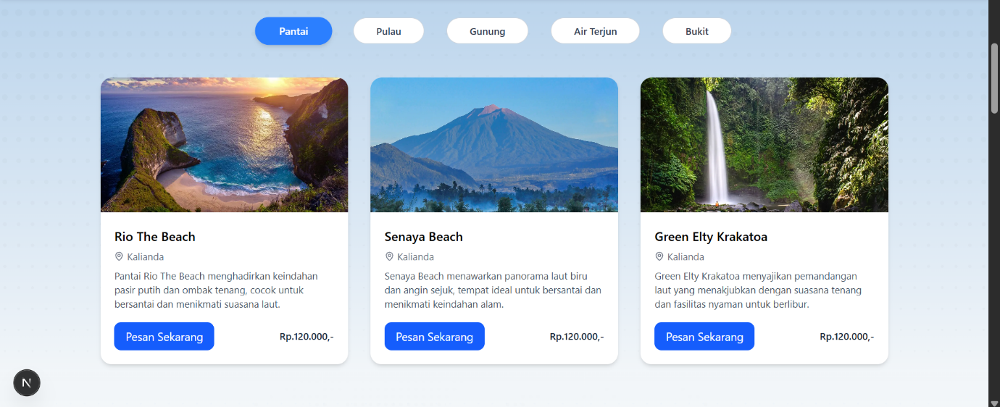 Pantai
Pulau
Gunung
Air Terjun
Bukit
Rio The Beach
Kalianda
Pantai Rio The Beach menghadirkan keindahan
pasir putih dan ombak tenang, cocok untuk
bersantai dan menikmati suasana laut.
Pesan Sekarang
Rp.120.000,-
Senaya Beach
Kalianda
Senaya Beach menawarkan panorama laut biru
dan angin sejuk, tempat ideal untuk bersantai dan
menikmati keindahan alam.
Pesan Sekarang
Rp.120.000,-
Green Elty Krakatoa
Kalianda
Green Elty Krakatoa menyajikan pemandangan
laut yang menakjubkan dengan suasana tenang
dan fasilitas nyaman untuk berlibur.
Pesan Sekarang
Rp.120.000,-
N